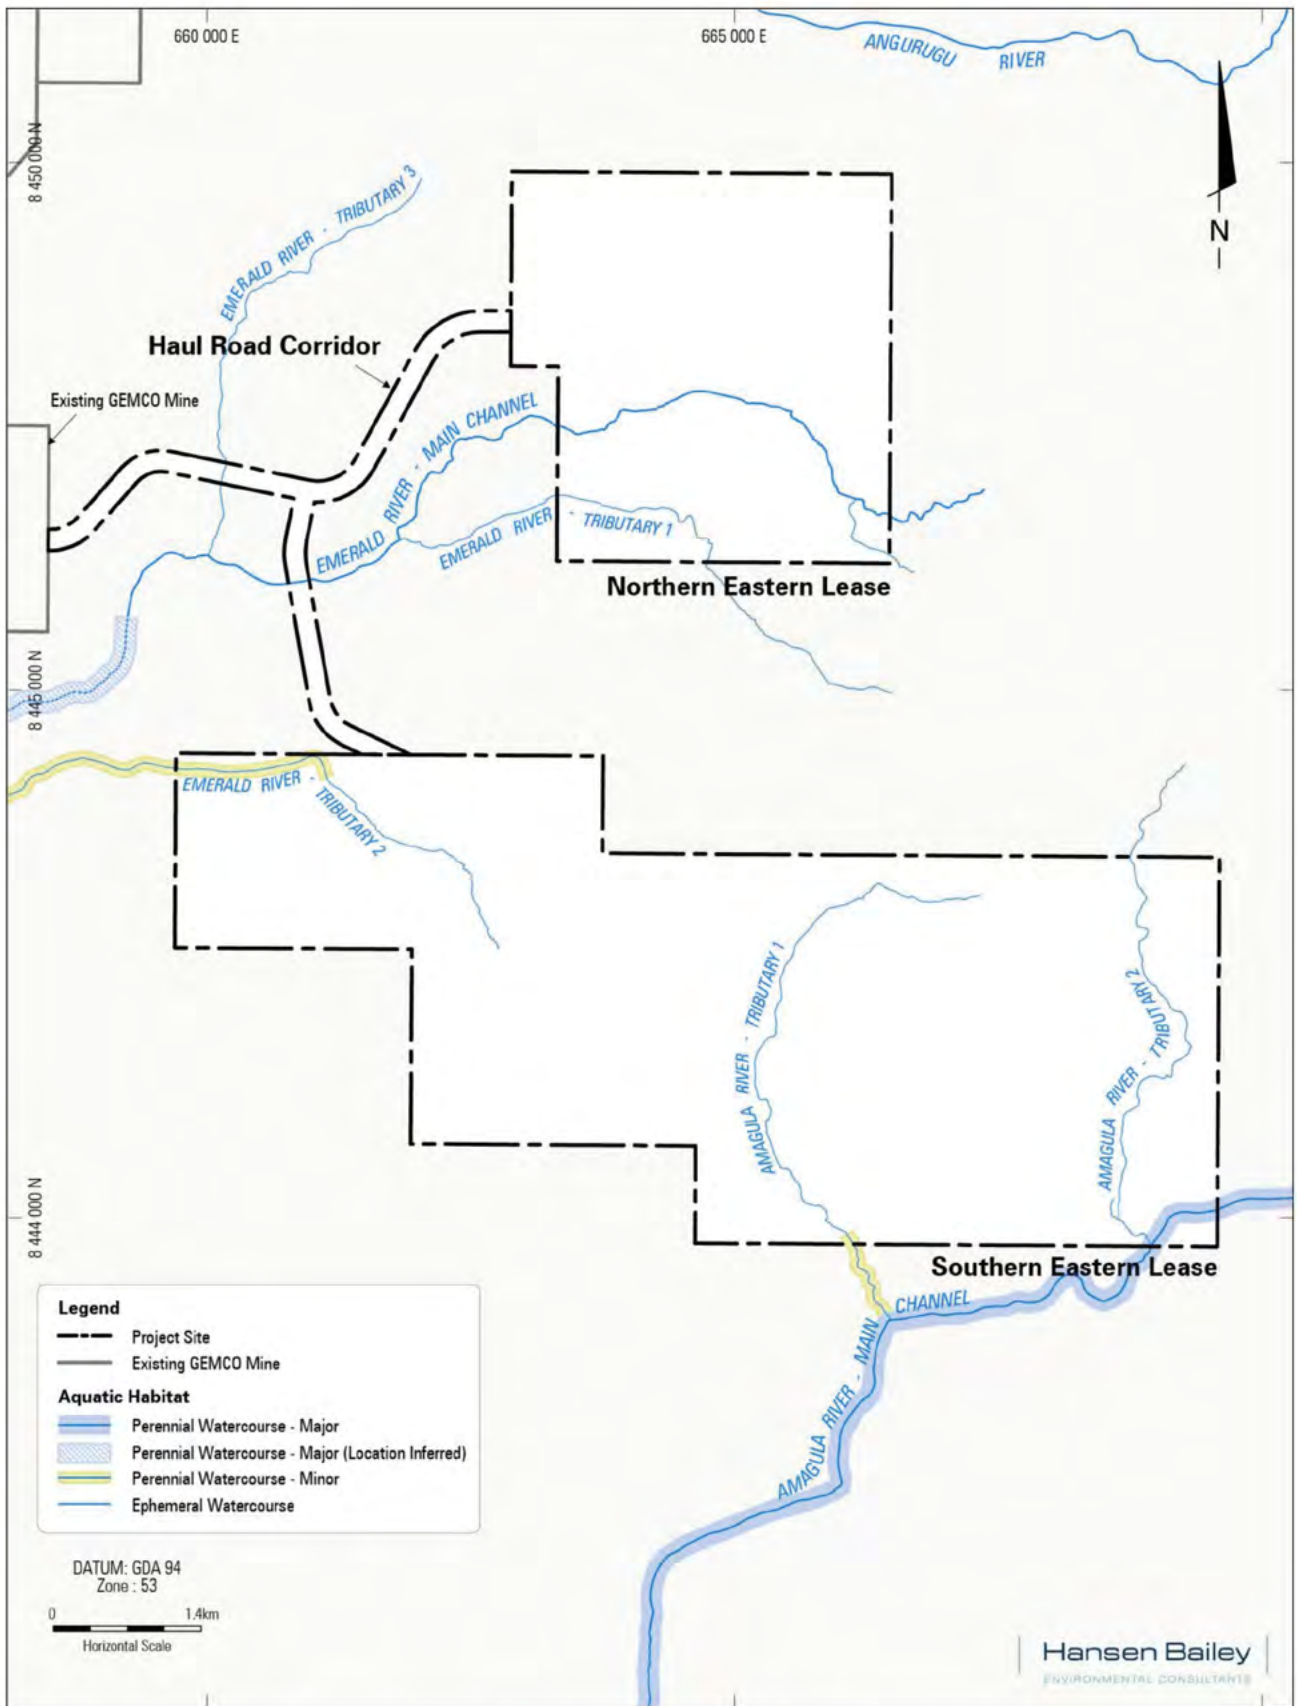 660 000 E
665 000 E
ANGURUGU RIVER
8 450 000 N
N
EMERALD RIVER - TRIBUTARY 3
Haul Road Corridor
Existing GEMCO Mine
EMERALD RIVER - MAIN CHANNEL
EMERALD RIVER - TRIBUTARY 1
Northern Eastern Lease
8 445 000 N
EMERALD RIVER - TRIBUTARY 2
AMAGULA RIVER - TRIBUTARY 1
AMAGULA RIVER - TRIBUTARY 2
8 444 000 N
Southern Eastern Lease
AMAGULA RIVER - MAIN CHANNEL
Legend
Project Site
Existing GEMCO Mine
Aquatic Habitat
Perennial Watercourse - Major
Perennial Watercourse - Major (Location Inferred)
Perennial Watercourse - Minor
Ephemeral Watercourse
DATUM: GDA 94
Zone : 53
0 1.4km
Horizontal Scale
Hansen Bailey
ENVIRONMENTAL CONSULTANTS